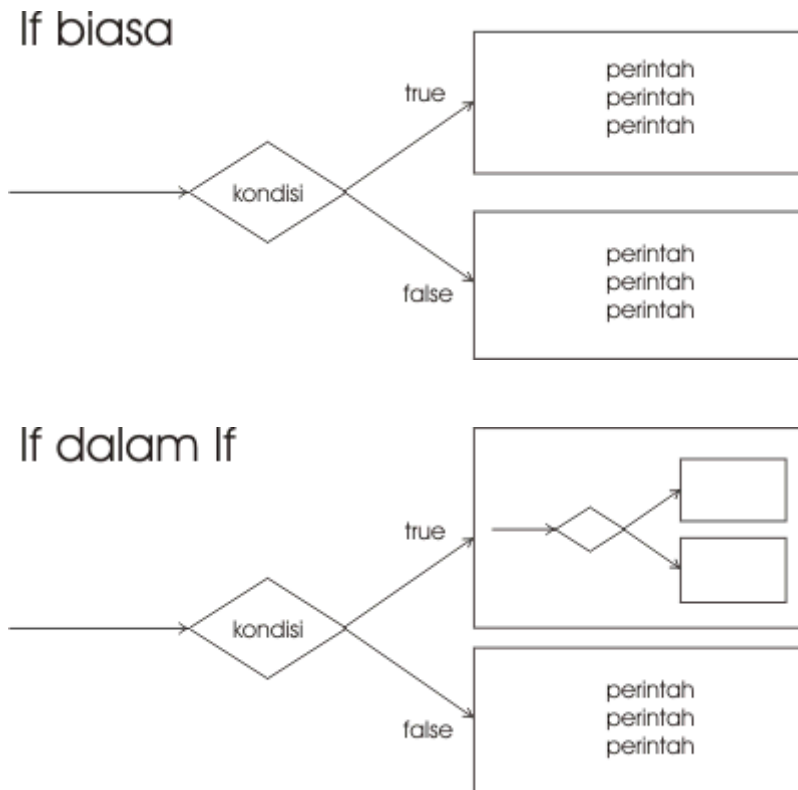 If biasa
true
perintah
perintah
perintah
kondisi
false
perintah
perintah
perintah
If dalam If
true
kondisi
false
perintah
perintah
perintah